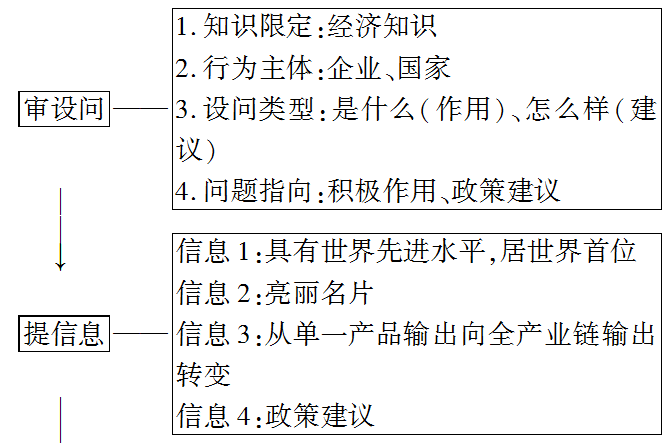 审设问
1. 知识限定:经济知识
2. 行为主体:企业、国家
3. 设问类型:是什么(作用)、怎么样(建
议)
4. 问题指向:积极作用、政策建议
提信息
信息1:具有世界先进水平,居世界首位
信息2:亮丽名片
信息3:从单一产品输出向全产业链输出
转变
信息4:政策建议